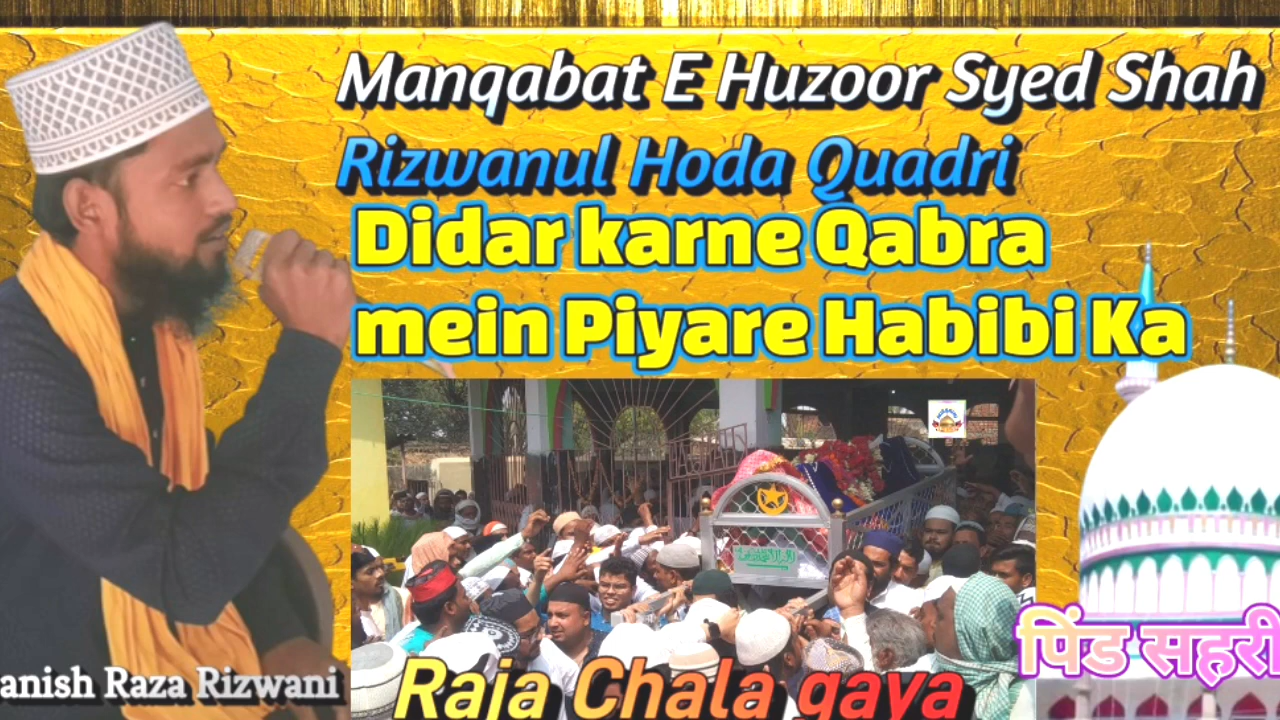 Manqabat E Huzoor Syed Shah
Rizwanul Hoda Quadri
Didar karne Qabra
mein Piyare Habibi Ka
पिंड सहरी
anish Raza Rizwani
Raja Chala gaya